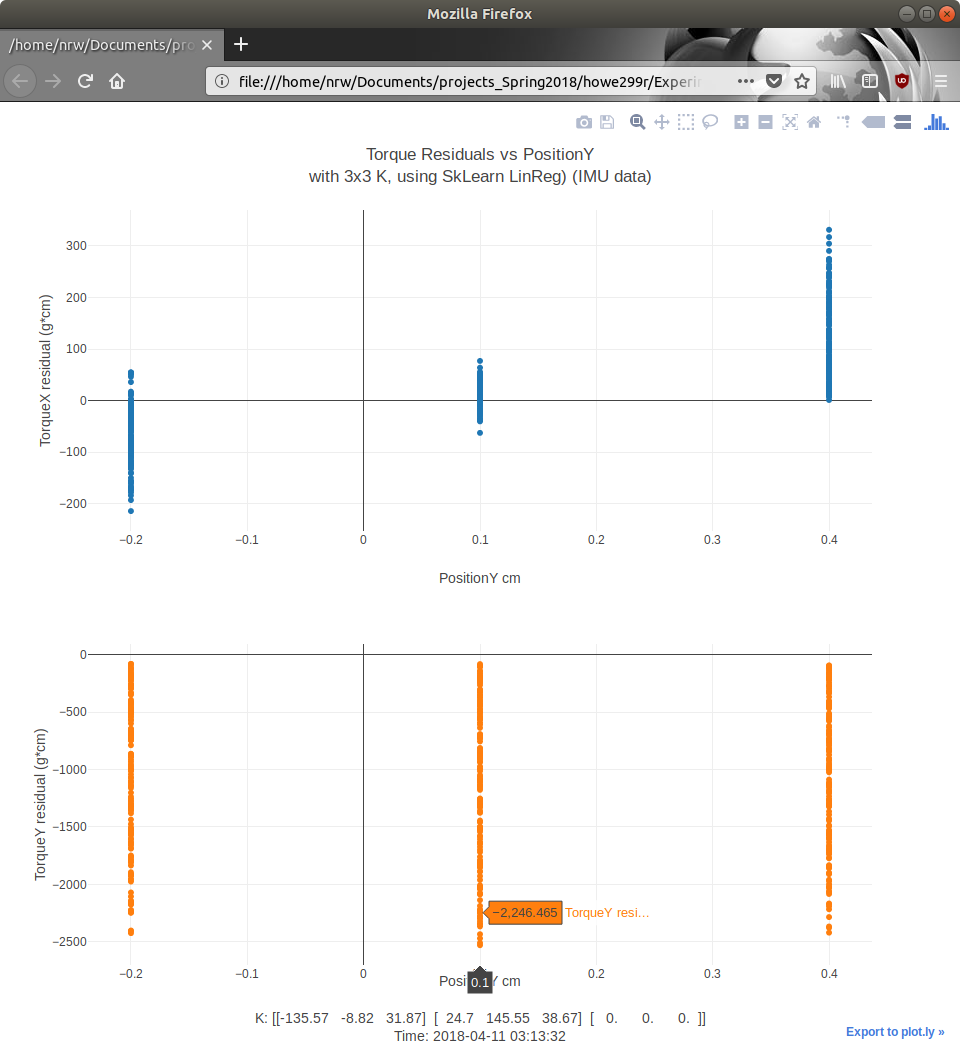 Mozilla Firefox
/home/nrw/Documents/pro
file:///home/nrw/Documents/projects_Spring2018/howe299r/Experim
Torque Residuals vs PositionY
with 3x3 K, using SkLearn LinReg) (IMU data)
TorqueX residual (g*cm)
300
200
100
0
−100
−200
−0.2 −0.1 0 0.1 0.2 0.3 0.4
PositionY cm
TorqueY residual (g*cm)
0
−500
−1000
−1500
−2000
−2500
−2,246.465 TorqueY resi...
−0.2 −0.1 0 0.1 0.2 0.3 0.4
PositionY cm
K: [[-135.57 -8.82 31.87] [ 24.7 145.55 38.67] [ 0. 0. 0. ]]
Time: 2018-04-11 03:13:32
Export to plot.ly »